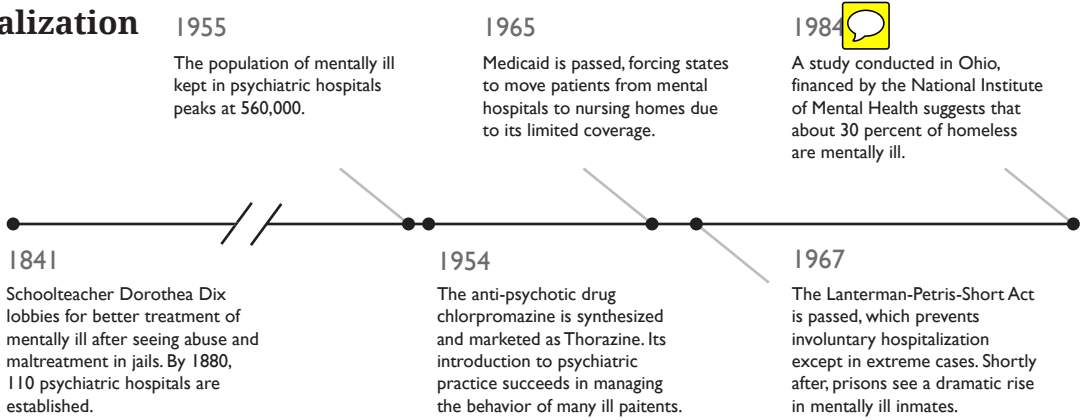 alization
1955
The population of mentally ill
kept in psychiatric hospitals
peaks at 560,000.
1965
Medicaid is passed, forcing states
to move patients from mental
hospitals to nursing homes due
to its limited coverage.
1984
A study conducted in Ohio,
financed by the National Institute
of Mental Health suggests that
about 30 percent of homeless
are mentally ill.
1841
Schoolteacher Dorothea Dix
lobbies for better treatment of
mentally ill after seeing abuse and
maltreatment in jails. By 1880,
110 psychiatric hospitals are
established.
1954
The anti-psychotic drug
chlorpromazine is synthesized
and marketed as Thorazine. Its
introduction to psychiatric
practice succeeds in managing
the behavior of many ill paitents.
1967
The Lanterman-Petris-Short Act
is passed, which prevents
involuntary hospitalization
except in extreme cases. Shortly
after, prisons see a dramatic rise
in mentally ill inmates.